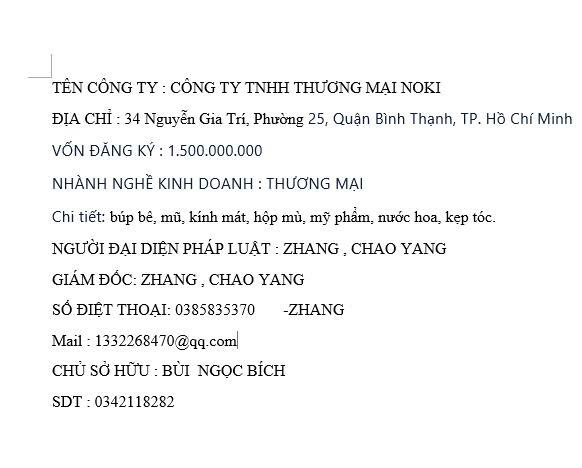 TÊN CÔNG TY : CÔNG TY TNHH THƯƠNG MẠI NOKI
ĐỊA CHỈ : 34 Nguyễn Gia Trí, Phường 25, Quận Bình Thạnh, TP. Hồ Chí Minh
VỐN ĐĂNG KÝ : 1.500.000.000
NHÀNH NGHỀ KINH DOANH : THƯƠNG MẠI
Chi tiết: búp bê, mũ, kính mát, hộp mù, mỹ phẩm, nước hoa, kẹp tóc.
NGƯỜI ĐẠI DIỆN PHÁP LUẬT : ZHANG , CHAO YANG
GIÁM ĐỐC: ZHANG , CHAO YANG
SỐ ĐIỆT THOẠI: 0385835370 -ZHANG
Mail : 1332268470@qq.com
CHỦ SỞ HỮU : BÙI NGỌC BÍCH
SDT : 0342118282